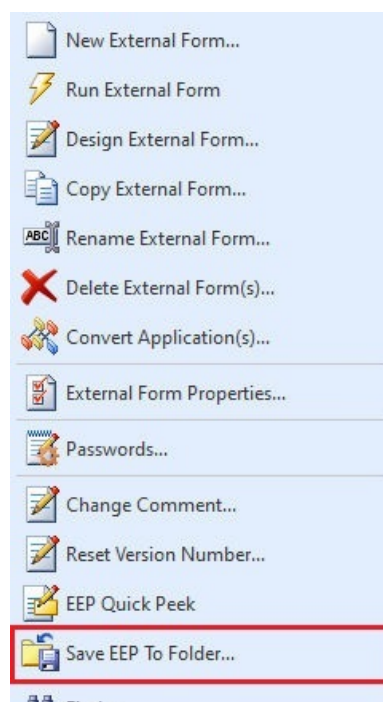 New External Form...
Run External Form
Design External Form...
Copy External Form...
ABC Rename External Form...
Delete External Form(s)...
Convert Application(s)...
External Form Properties...
Passwords...
Change Comment...
Reset Version Number...
EEP Quick Peek
Save EEP To Folder...